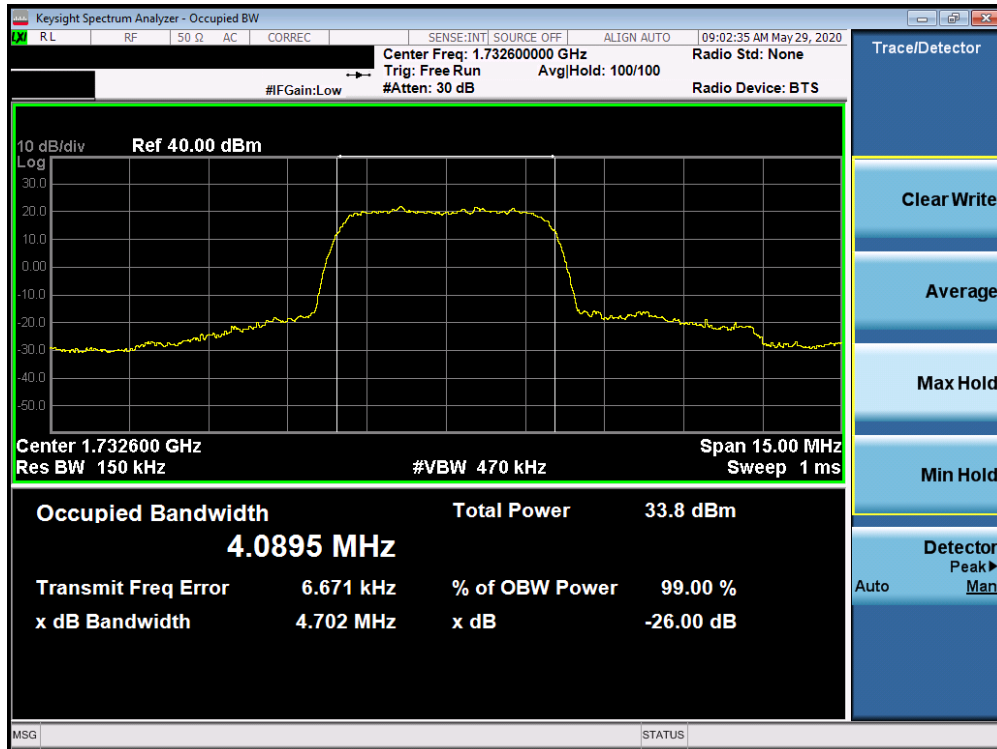 Keysight Spectrum Analyzer - Occupied BW
LXI RL RF 50 Ω AC CORREC SENSE:INT SOURCE OFF ALIGN AUTO 09:02:35 AM May 29, 2020
Center Freq: 1.732600000 GHz Radio Std: None
Trig: Free Run Avg|Hold: 100/100
#IFGain:Low #Atten: 30 dB Radio Device: BTS
Trace/Detector
10 dB/div Ref 40.00 dBm
Log
30.0
20.0
10.0
0.00
-10.0
-20.0
-30.0
-40.0
-50.0
Center 1.732600 GHz Span 15.00 MHz
Res BW 150 kHz #VBW 470 kHz Sweep 1 ms
Occupied Bandwidth Total Power 33.8 dBm
4.0895 MHz
Transmit Freq Error 6.671 kHz % of OBW Power 99.00 %
x dB Bandwidth 4.702 MHz x dB -26.00 dB
Clear Write
Average
Max Hold
Min Hold
Detector
Peak▶
Auto Man
MSG STATUS